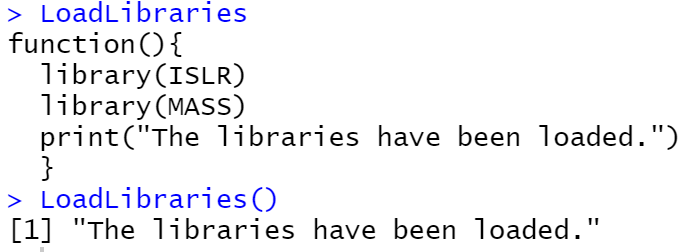 > LoadLibraries
function(){
  library(ISLR)
  library(MASS)
  print("The libraries have been loaded.")
  }
> LoadLibraries()
[1] "The libraries have been loaded."